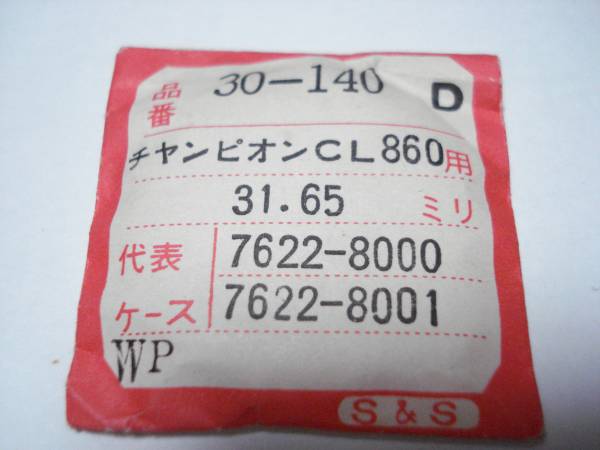 品番 30-140 D
チヤンピオンCL860用
31.65 ミリ
代表 7622-8000
ケース 7622-8001
WP
S&S